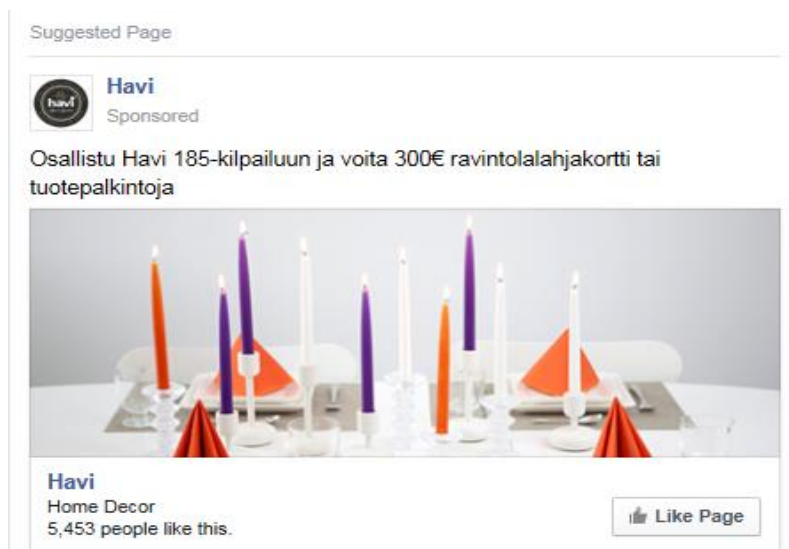 Suggested Page
havi
Havi
Sponsored
Osallistu Havi 185-kilpailuun ja voita 300€ ravintolalahjakortti tai
tuotepalkintoja
Havi
Home Decor
5,453 people like this.
Like Page